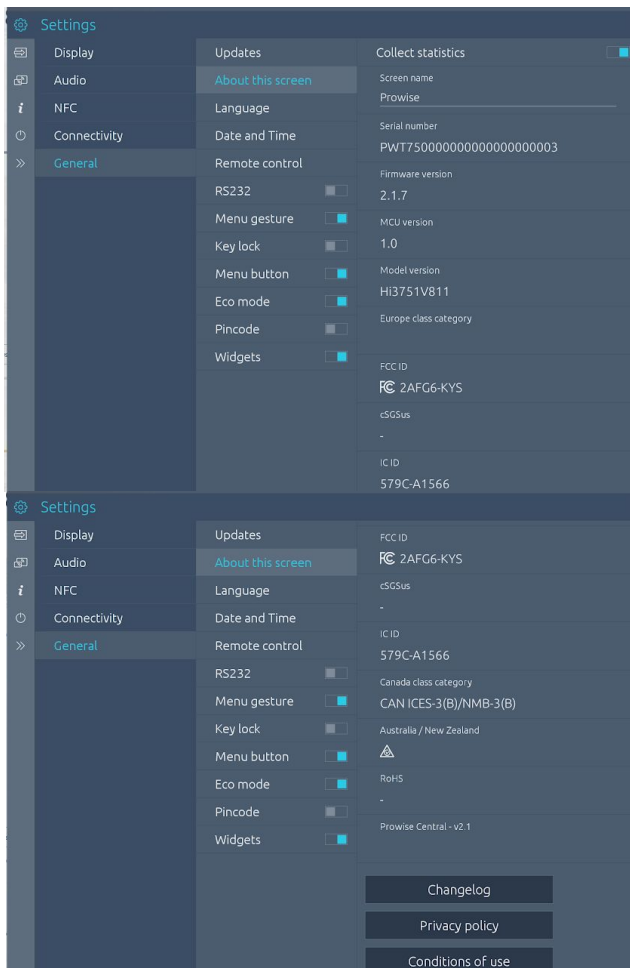 Settings
Display
Audio
NFC
Connectivity
General
Updates
About this screen
Language
Date and Time
Remote control
RS232
Menu gesture
Key lock
Menu button
Eco mode
Pincode
Widgets
Collect statistics
Screen name
Prowise
Serial number
PWT75000000000000000003
Firmware version
2.1.7
MCU version
1.0
Model version
Hi3751V811
Europe class category
FCC ID
FC 2AFG6-KYS
cSGSus
-
IC ID
579C-A1566
Settings
Display
Audio
NFC
Connectivity
General
Updates
About this screen
Language
Date and Time
Remote control
RS232
Menu gesture
Key lock
Menu button
Eco mode
Pincode
Widgets
FCC ID
FC 2AFG6-KYS
cSGSus
-
IC ID
579C-A1566
Canada class category
CAN ICES-3(B)/NMB-3(B)
Australia / New Zealand
RoHS
-
Prowise Central - v2.1
Changelog
Privacy policy
Conditions of use